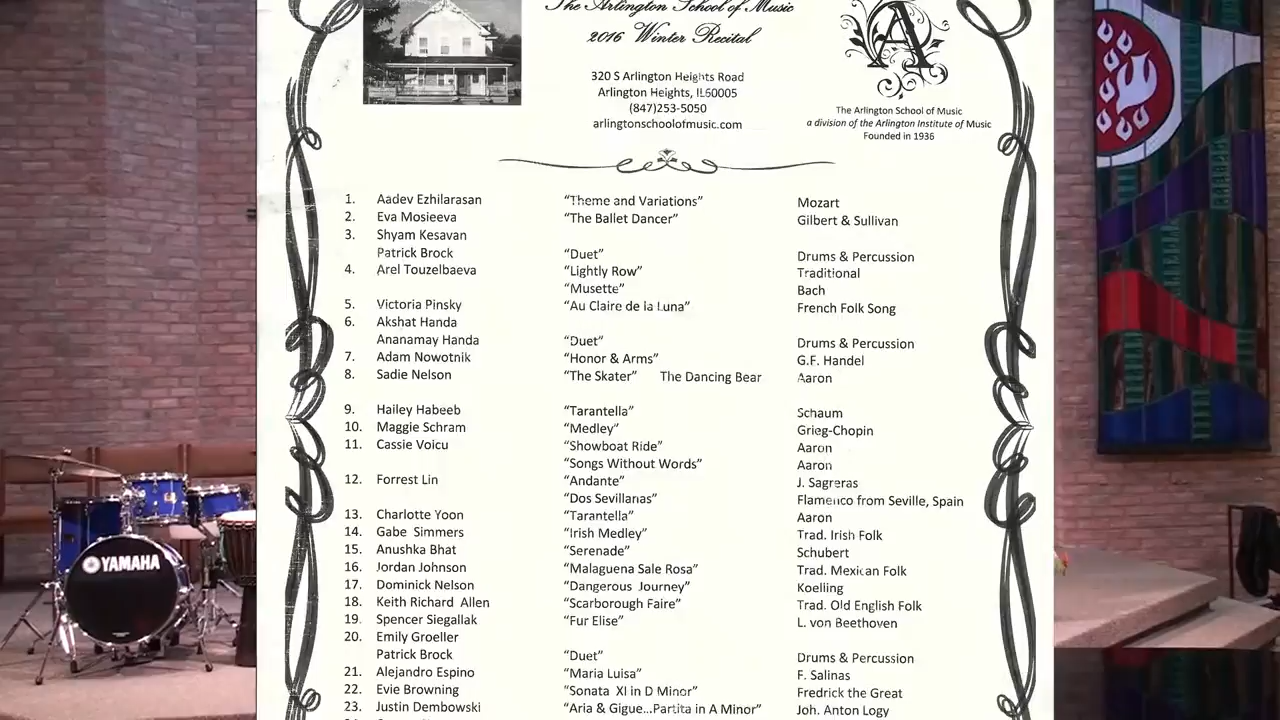 The Arlington School of Music
2016 Winter Recital
320 S Arlington Heights Road
Arlington Heights, IL60005
(847)253-5050
arlingtonschoolofmusic.com
A
The Arlington School of Music
a division of the Arlington Institute of Music
Founded in 1936
1. Aadev Ezhilarasan "Theme and Variations" Mozart
2. Eva Mosieeva "The Ballet Dancer" Gilbert & Sullivan
3. Shyam Kesavan
Patrick Brock "Duet" Drums & Percussion
4. Arel Touzelbaeva "Lightly Row" Traditional
"Musette" Bach
5. Victoria Pinsky "Au Claire de la Luna" French Folk Song
6. Akshat Handa
Ananamay Handa "Duet" Drums & Percussion
7. Adam Nowotnik "Honor & Arms" G.F. Handel
8. Sadie Nelson "The Skater" The Dancing Bear Aaron
9. Hailey Habeeb "Tarantella" Schaum
10. Maggie Schram "Medley" Grieg-Chopin
11. Cassie Voicu "Showboat Ride" Aaron
"Songs Without Words" Aaron
12. Forrest Lin "Andante" J. Sagreras
"Dos Sevillanas" Flamenco from Seville, Spain
13. Charlotte Yoon "Tarantella" Aaron
14. Gabe Simmers "Irish Medley" Trad. Irish Folk
15. Anushka Bhat "Serenade" Schubert
16. Jordan Johnson "Malaguena Sale Rosa" Trad. Mexican Folk
17. Dominick Nelson "Dangerous Journey" Koelling
18. Keith Richard Allen "Scarborough Faire" Trad. Old English Folk
19. Spencer Siegallak "Fur Elise" L. von Beethoven
20. Emily Groeller
Patrick Brock "Duet" Drums & Percussion
21. Alejandro Espino "Maria Luisa" F. Salinas
22. Evie Browning "Sonata XI in D Minor" Fredrick the Great
23. Justin Dembowski "Aria & Gigue...Partita in A Minor" Joh. Anton Logy
YAMAHA